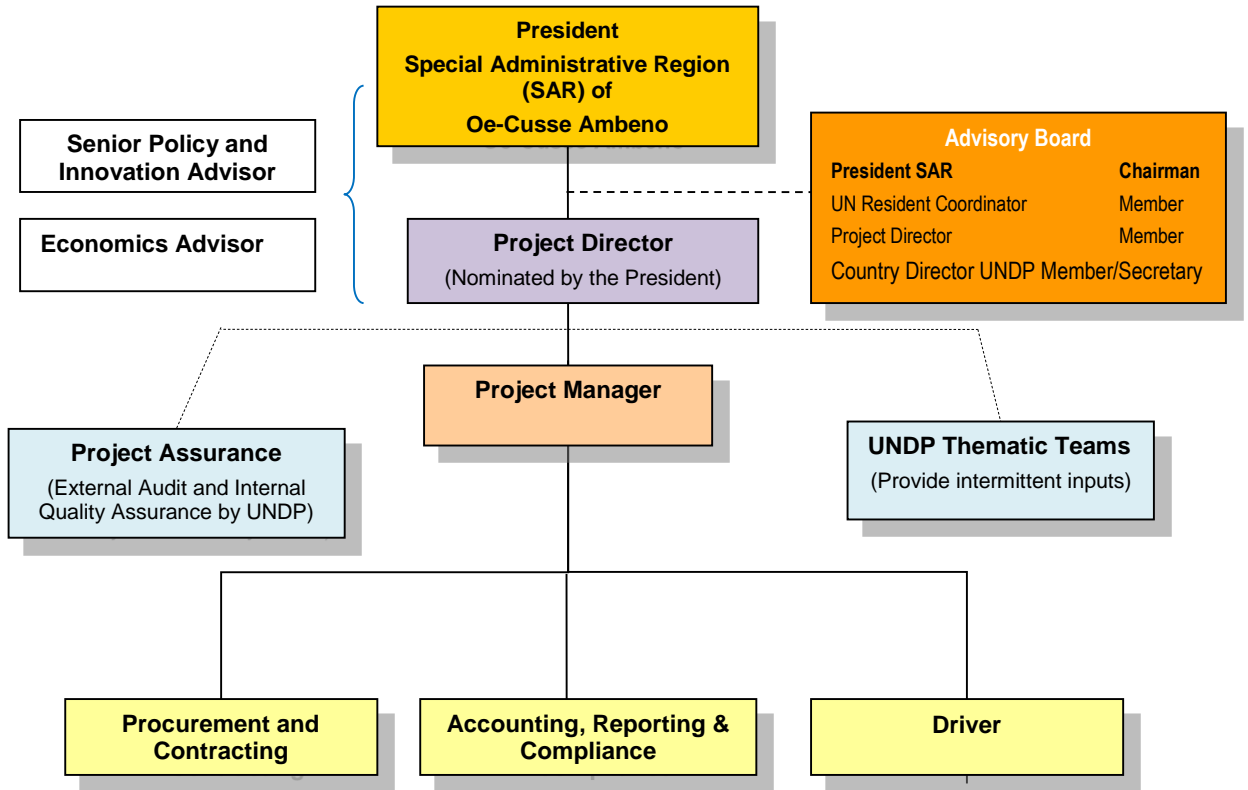 President
Special Administrative Region
(SAR) of
Oe-Cusse Ambeno
Senior Policy and
Innovation Advisor
Economics Advisor
Advisory Board
President SAR Chairman
UN Resident Coordinator Member
Project Director Member
Country Director UNDP Member/Secretary
Project Director
(Nominated by the President)
Project Manager
Project Assurance
(External Audit and Internal
Quality Assurance by UNDP)
UNDP Thematic Teams
(Provide intermittent inputs)
Procurement and
Contracting
Accounting, Reporting &
Compliance
Driver